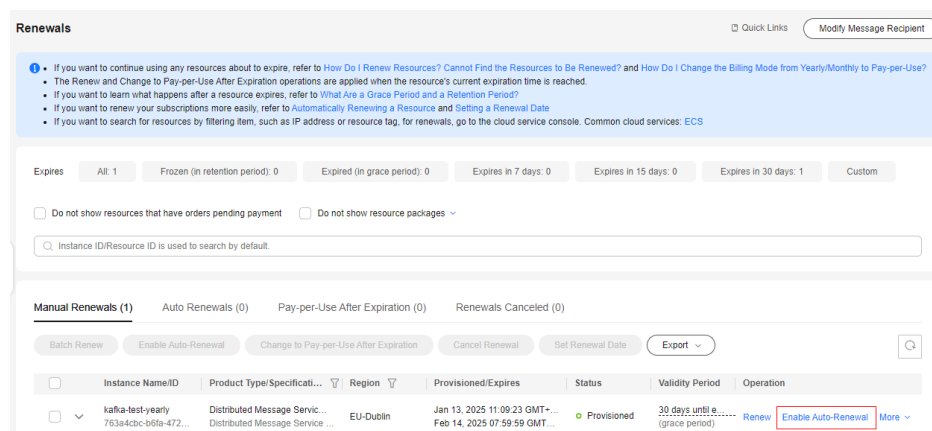 Renewals
Quick Links
Modify Message Recipient
If you want to continue using any resources about to expire, refer to How Do I Renew Resources? Cannot Find the Resources to Be Renewed? and How Do I Change the Billing Mode from Yearly/Monthly to Pay-per-Use?
The Renew and Change to Pay-per-Use After Expiration operations are applied when the resource's current expiration time is reached.
If you want to learn what happens after a resource expires, refer to What Are a Grace Period and a Retention Period?
If you want to renew your subscriptions more easily, refer to Automatically Renewing a Resource and Setting a Renewal Date
If you want to search for resources by filtering item, such as IP address or resource tag, for renewals, go to the cloud service console. Common cloud services: ECS
Expires All: 1 Frozen (in retention period): 0 Expired (in grace period): 0 Expires in 7 days: 0 Expires in 15 days: 0 Expires in 30 days: 1 Custom
Do not show resources that have orders pending payment Do not show resource packages
Instance ID/Resource ID is used to search by default.
Manual Renewals (1) Auto Renewals (0) Pay-per-Use After Expiration (0) Renewals Canceled (0)
Batch Renew Enable Auto-Renewal Change to Pay-per-Use After Expiration Cancel Renewal Set Renewal Date Export
Instance Name/ID Product Type/Specificati... Region Provisioned/Expires Status Validity Period Operation
kafka-test-yearly Distributed Message Servic... EU-Dublin Jan 13, 2025 11:09:23 GMT+... Provisioned 30 days until e... Renew Enable Auto-Renewal More
763a4cbc-b6fa-472... Distributed Message Service ... Feb 14, 2025 07:59:59 GMT... (grace period)